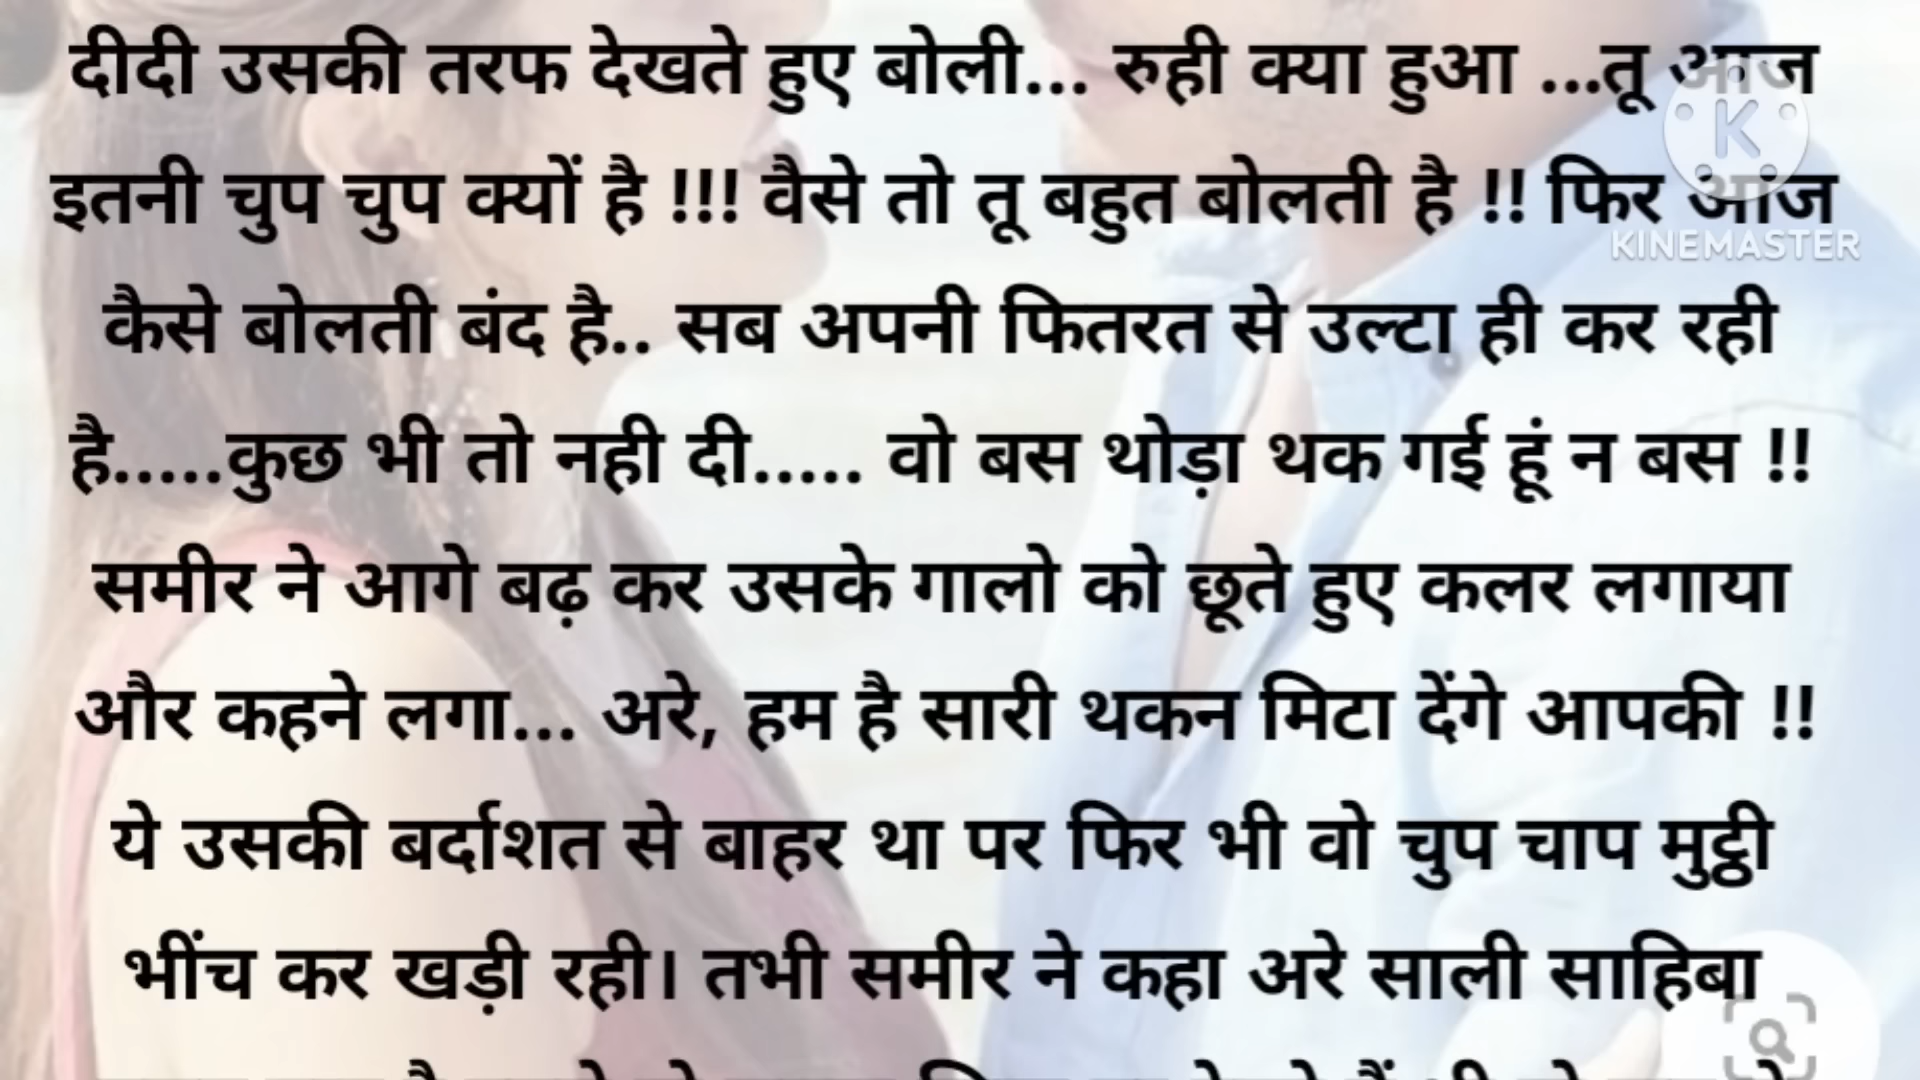 दीदी उसकी तरफ देखते हुए बोली... रुही क्या हुआ ...तू आज
इतनी चुप चुप क्यों है !!! वैसे तो तू बहुत बोलती है !! फिर आज
KINEMASTER
कैसे बोलती बंद है.. सब अपनी फितरत से उल्टा ही कर रही
है.....कुछ भी तो नही दी..... वो बस थोड़ा थक गई हूं न बस !!
समीर ने आगे बढ़ कर उसके गालो को छूते हुए कलर लगाया
और कहने लगा... अरे, हम है सारी थकन मिटा देंगे आपकी !!
ये उसकी बर्दाशत से बाहर था पर फिर भी वो चुप चाप मुट्ठी
भींच कर खड़ी रही। तभी समीर ने कहा अरे साली साहिबा